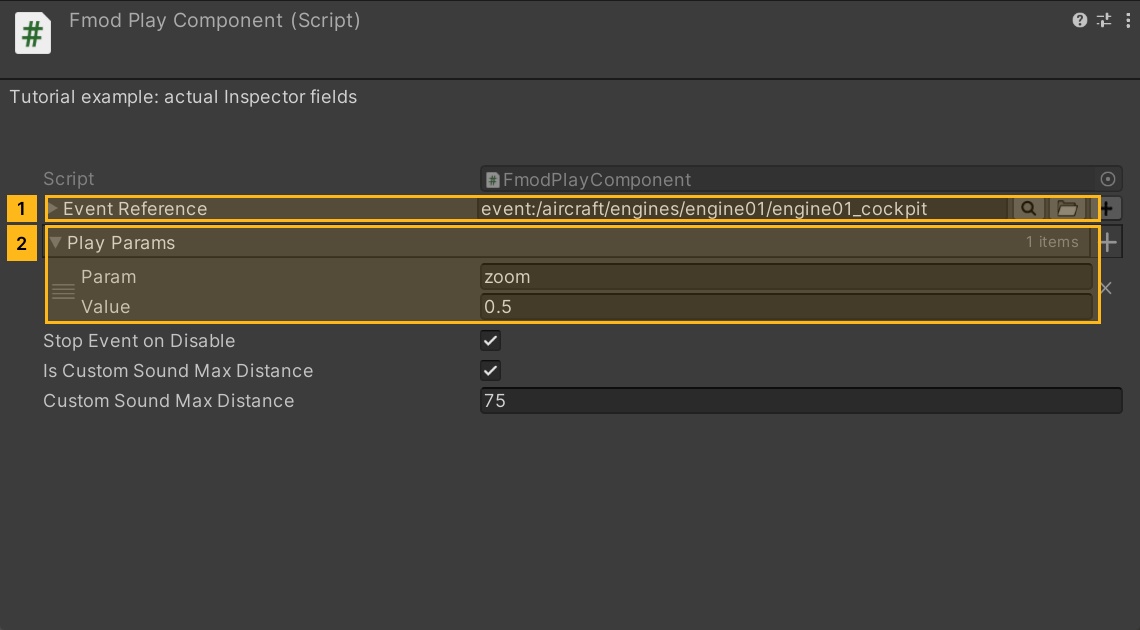 Fmod Play Component (Script)
Tutorial example: actual Inspector fields
Script FmodPlayComponent
1 Event Reference event:/aircraft/engines/engine01/engine01_cockpit
2 Play Params 1 items
Param zoom
Value 0.5
Stop Event on Disable
Is Custom Sound Max Distance
Custom Sound Max Distance 75